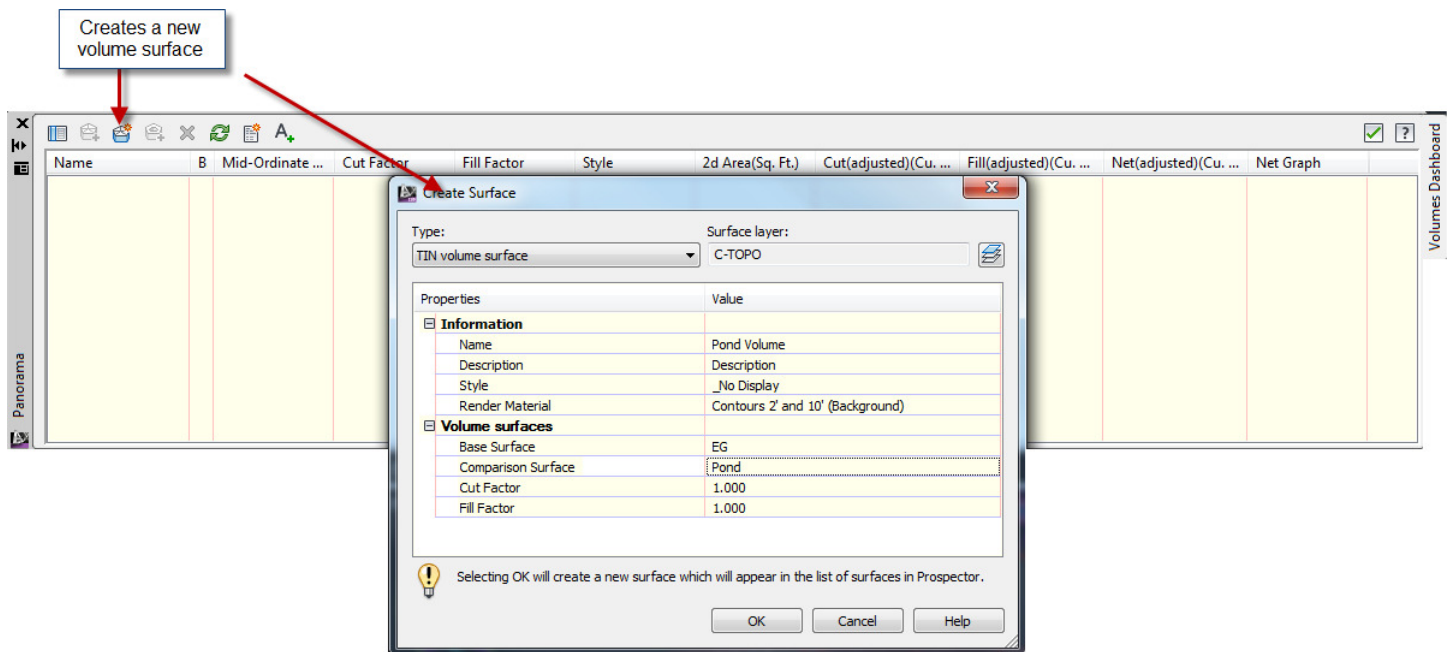 Creates a new
volume surface
Name B Mid-Ordinate ... Cut Factor Fill Factor Style 2d Area(Sq. Ft.) Cut(adjusted)(Cu. ... Fill(adjusted)(Cu. ... Net(adjusted)(Cu. ... Net Graph
Volumes Dashboard
Panorama
Create Surface
Type: Surface layer:
TIN volume surface C-TOPO
Properties Value
Information
Name Pond Volume
Description Description
Style _No Display
Render Material Contours 2' and 10' (Background)
Volume surfaces
Base Surface EG
Comparison Surface Pond
Cut Factor 1.000
Fill Factor 1.000
Selecting OK will create a new surface which will appear in the list of surfaces in Prospector.
OK Cancel Help